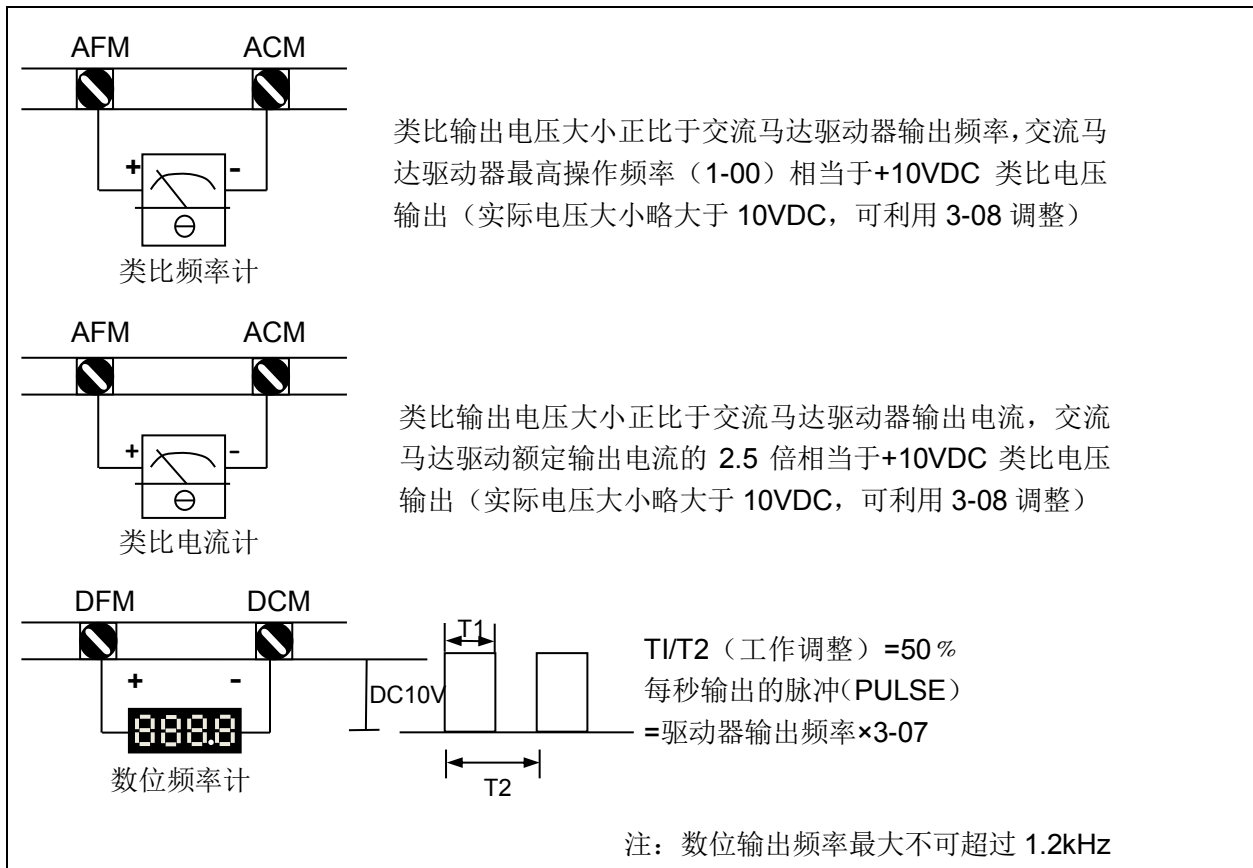 AFM ACM
类比输出电压大小正比于交流马达驱动器输出频率，交流马
达驱动器最高操作频率（1-00）相当于+10VDC 类比电压
输出（实际电压大小略大于 10VDC，可利用 3-08 调整）
+ -
类比频率计
AFM ACM
类比输出电压大小正比于交流马达驱动器输出电流，交流
马达驱动额定输出电流的 2.5 倍相当于+10VDC 类比电压
输出（实际电压大小略大于 10VDC，可利用 3-08 调整）
+ -
类比电流计
DFM DCM
+ -
8888
数位频率计
DC10V
T1
T2
TI/T2（工作调整）=50％
每秒输出的脉冲(PULSE)
=驱动器输出频率×3-07
注：数位输出频率最大不可超过 1.2kHz